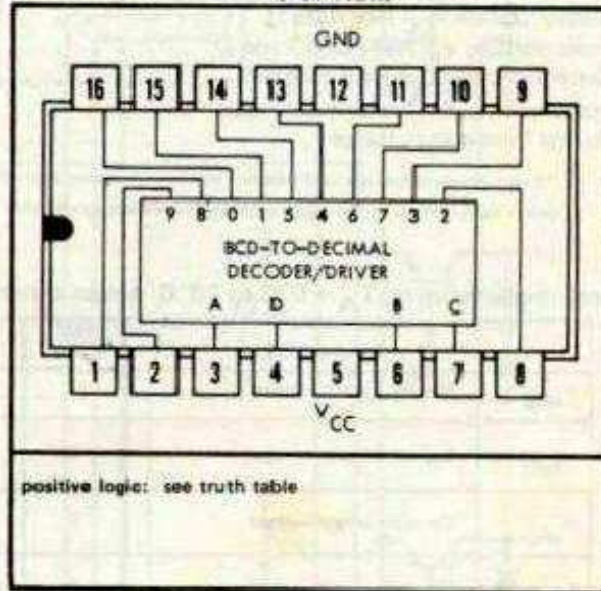 GND
16 15 14 13 12 11 10 9
9 8 0 1 5 4 6 7 3 2
BCD-TO-DECIMAL
DECODER/DRIVER
A D B C
1 2 3 4 5 6 7 8
VCC
positive logic: see truth table